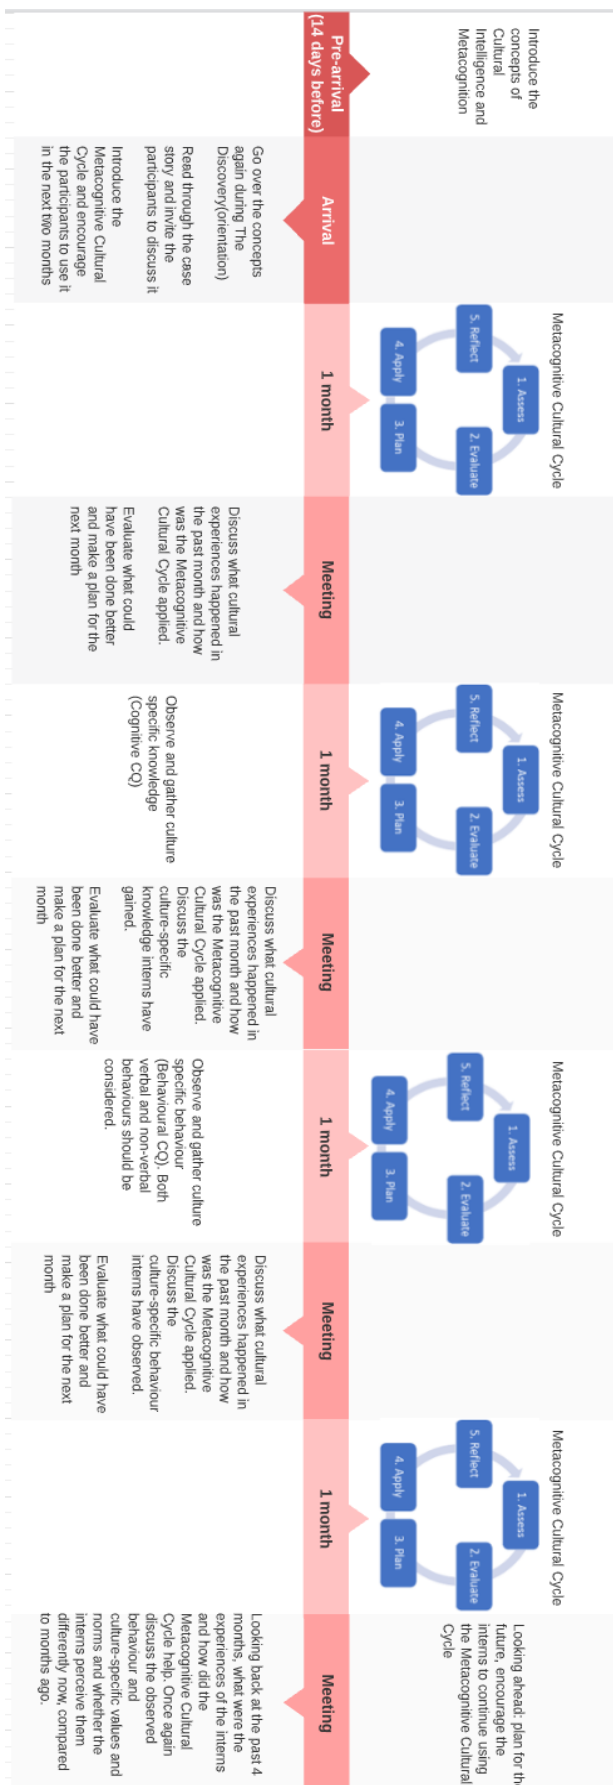 Introduce the
concepts of
Cultural
Intelligence and
Metacognition
Pre-arrival
(14 days before)
Arrival
Go over the concepts
again during The
Discovery(orientation)
Read through the case
story and invite the
participants to discuss it
Introduce the
Metacognitive Cultural
Cycle and encourage
the participants to use it
in the next two months
Metacognitive Cultural Cycle
1. Assess
2. Evaluate
3. Plan
4. Apply
5. Reflect
1 month
Meeting
Discuss what cultural
experiences happened in
the past month and how
was the Metacognitive
Cultural Cycle applied.
Evaluate what could
have been done better
and make a plan for the
next month
Metacognitive Cultural Cycle
1. Assess
2. Evaluate
3. Plan
4. Apply
5. Reflect
1 month
Observe and gather culture
specific knowledge
(Cognitive CQ)
Meeting
Discuss what cultural
experiences happened in
the past month and how
was the Metacognitive
Cultural Cycle applied.
Discuss the
culture-specific
knowledge interns have
gained.
Evaluate what could have
been done better and
make a plan for the next
month
Metacognitive Cultural Cycle
1. Assess
2. Evaluate
3. Plan
4. Apply
5. Reflect
1 month
Observe and gather culture
specific behaviour
(Behavioural CQ). Both
verbal and non-verbal
behaviours should be
considered.
Meeting
Discuss what cultural
experiences happened in
the past month and how
was the Metacognitive
Cultural Cycle applied.
Discuss the
culture-specific behaviour
interns have observed.
Evaluate what could have
been done better and
make a plan for the next
month
Metacognitive Cultural Cycle
1. Assess
2. Evaluate
3. Plan
4. Apply
5. Reflect
1 month
Looking ahead: plan for th
future, encourage the
interns to continue using
the Metacognitive Cultural
Cycle
Meeting
Looking back at the past 4
months, what were the
experiences of the interns
and how did the
Metacognitive Cultural
Cycle help. Once again
discuss the observed
behaviour and
culture-specific values and
norms and whether the
interns perceive them
differently now, compared
to months ago.